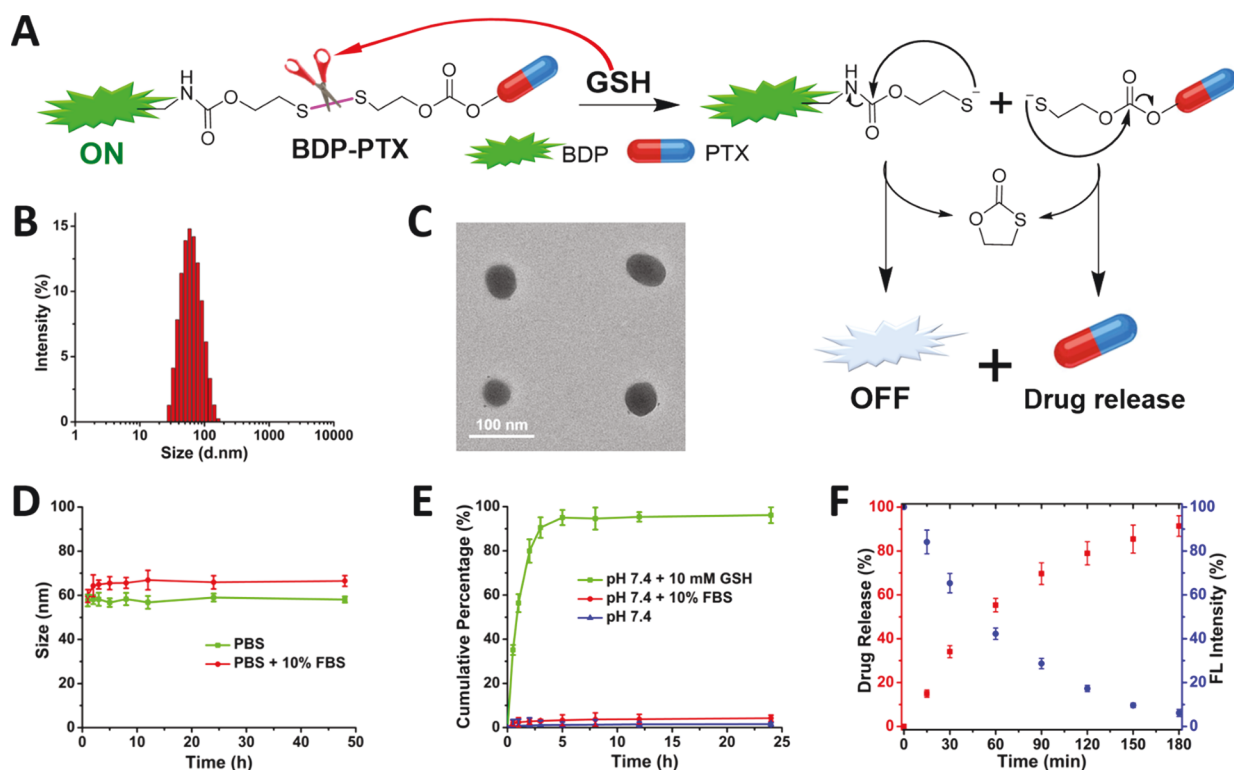 A
GSH
H
N
O
O
S
S
O
O
O
ON
BDP-PTX
BDP
PTX
H
N
O
O
S
-
+
-
S
O
O
O
O
O
S
OFF
+
Drug release
B
Intensity (%)
15
10
5
0
1
10
100
1000
10000
Size (d.nm)
C
100 nm
D
Size (nm)
100
80
60
40
20
0
PBS
PBS + 10% FBS
0
10
20
30
40
50
Time (h)
E
Cumulative Percentage (%)
100
80
60
40
20
0
pH 7.4 + 10 mM GSH
pH 7.4 + 10% FBS
pH 7.4
0
5
10
15
20
25
Time (h)
F
Drug Release (%)
100
80
60
40
20
0
0
30
60
90
120
150
180
Time (min)
100
80
60
40
20
0
FL Intensity (%)